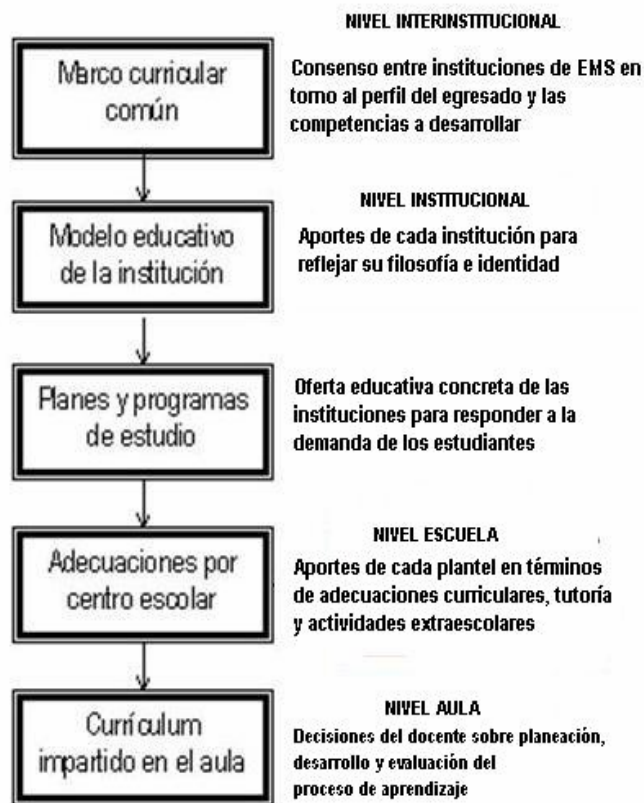 NIVEL INTERINSTITUCIONAL
Marco curricular
común
Consenso entre instituciones de EMS en
torno al perfil del egresado y las
competencias a desarrollar
NIVEL INSTITUCIONAL
Modelo educativo
de la institución
Aportes de cada institución para
reflejar su filosofía e identidad
Planes y programas
de estudio
Oferta educativa concreta de las
instituciones para responder a la
demanda de los estudiantes
NIVEL ESCUELA
Adecuaciones por
centro escolar
Aportes de cada plantel en términos
de adecuaciones curriculares, tutoría
y actividades extraescolares
NIVEL AULA
Currículum
impartido en el aula
Decisiones del docente sobre planeación,
desarrollo y evaluación del
proceso de aprendizaje